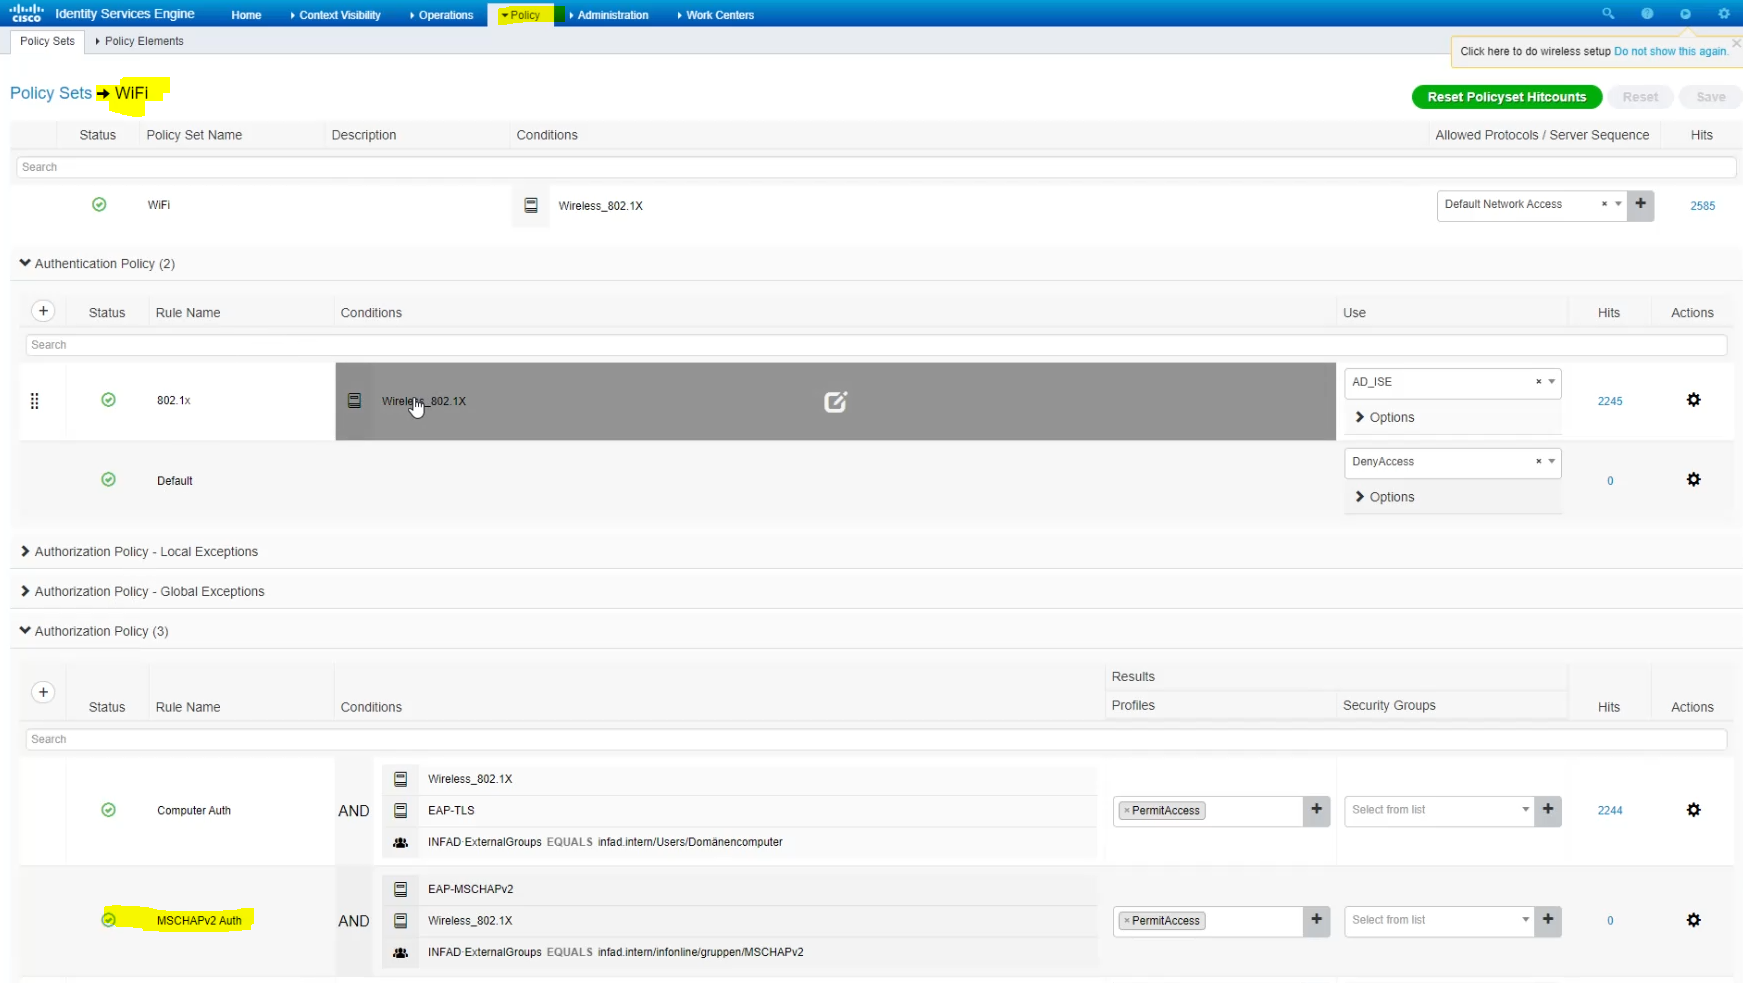 cisco Identity Services Engine Home Context Visibility Operations Policy Administration Work Centers
Policy Sets Policy Elements
Click here to do wireless setup Do not show this again.
Policy Sets → WiFi
Reset Policyset Hitcounts Reset Save
Status Policy Set Name Description Conditions Allowed Protocols / Server Sequence Hits
Search
WiFi Wireless_802.1X Default Network Access × 2585
Authentication Policy (2)
+ Status Rule Name Conditions Use Hits Actions
Search
802.1x Wireless_802.1X AD_ISE × 2245
Options
Default DenyAccess × 0
Options
Authorization Policy - Local Exceptions
Authorization Policy - Global Exceptions
Authorization Policy (3)
Results
+ Status Rule Name Conditions Profiles Security Groups Hits Actions
Search
Wireless_802.1X
Computer Auth AND EAP-TLS × PermitAccess + Select from list + 2244
INFAD·ExternalGroups EQUALS infad.intern/Users/Domänencomputer
EAP-MSCHAPv2
MSCHAPv2 Auth AND Wireless_802.1X × PermitAccess + Select from list + 0
INFAD·ExternalGroups EQUALS infad.intern/infonline/gruppen/MSCHAPv2